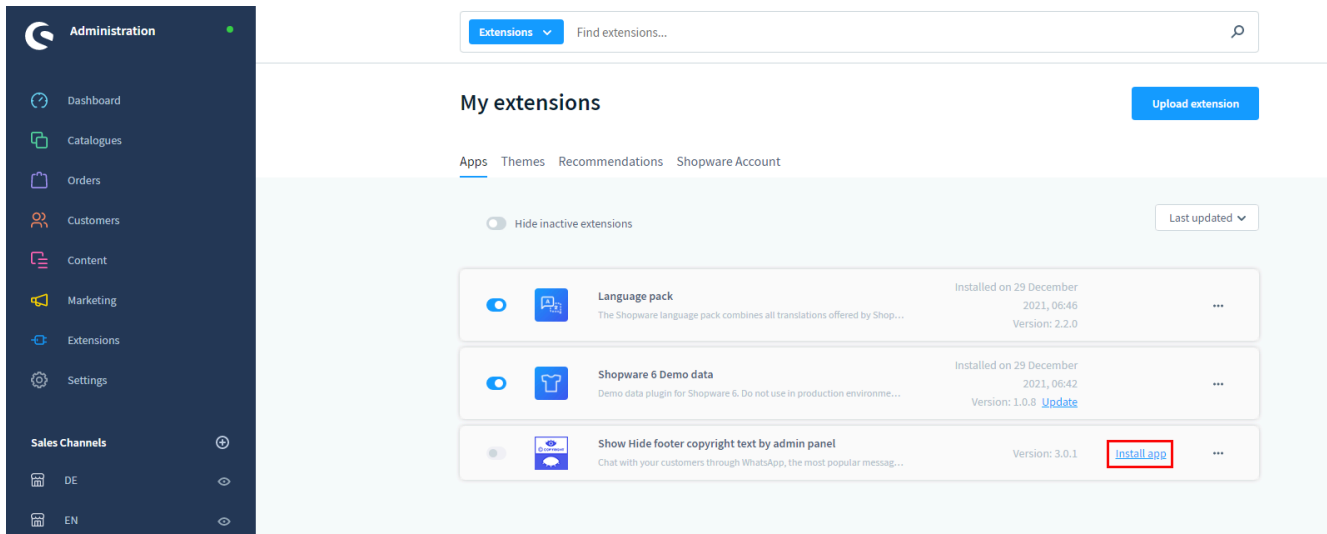 Administration
Extensions
Find extensions...
Dashboard
Catalogues
Orders
Customers
Content
Marketing
Extensions
Settings
Sales Channels
DE
EN
My extensions
Upload extension
Apps Themes Recommendations Shopware Account
Hide inactive extensions
Last updated
Language pack
The Shopware language pack combines all translations offered by Shop...
Installed on 29 December
2021, 06:46
Version: 2.2.0
Shopware 6 Demo data
Demo data plugin for Shopware 6. Do not use in production environme...
Installed on 29 December
2021, 06:42
Version: 1.0.8 Update
COPYRIGHT
Show Hide footer copyright text by admin panel
Chat with your customers through WhatsApp, the most popular messag...
Version: 3.0.1
Install app